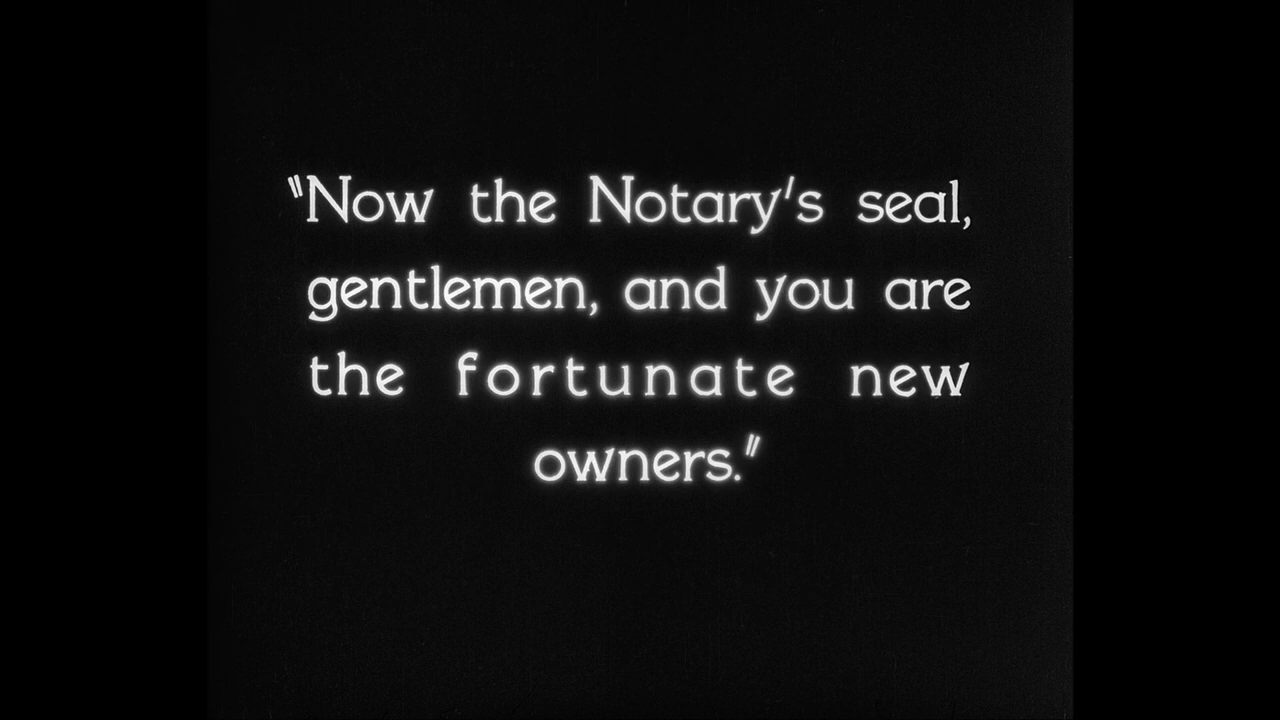 "Now the Notary's seal,
gentlemen, and you are
the fortunate new
owners."